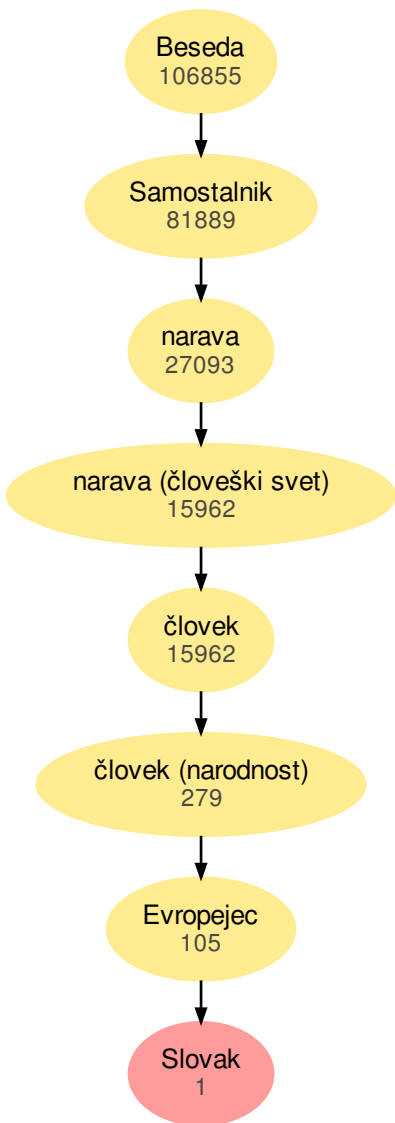 Beseda
106855
Samostalnik
81889
narava
27093
narava (človeški svet)
15962
človek
15962
človek (narodnost)
279
Evropejec
105
Slovak
1